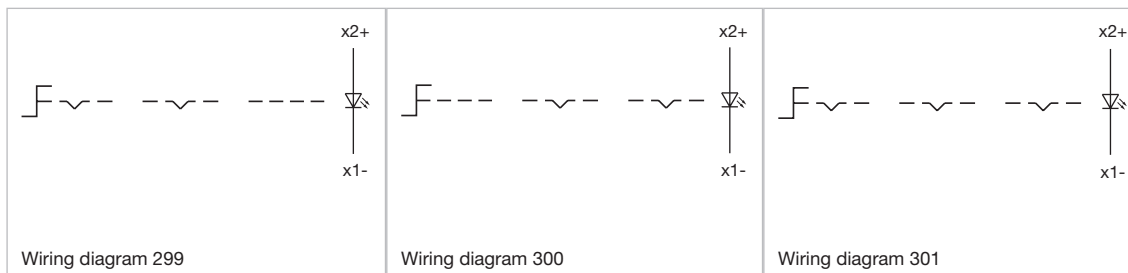 x2+ x2+ x2+
x1- x1- x1-
Wiring diagram 299 Wiring diagram 300 Wiring diagram 301